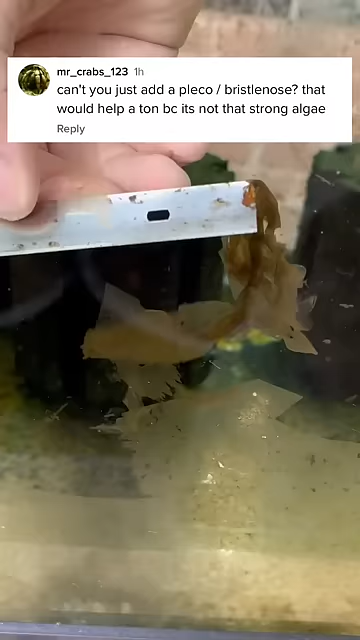 mr_crabs_123 1h
can't you just add a pleco / bristlenose? that
would help a ton bc its not that strong algae
Reply